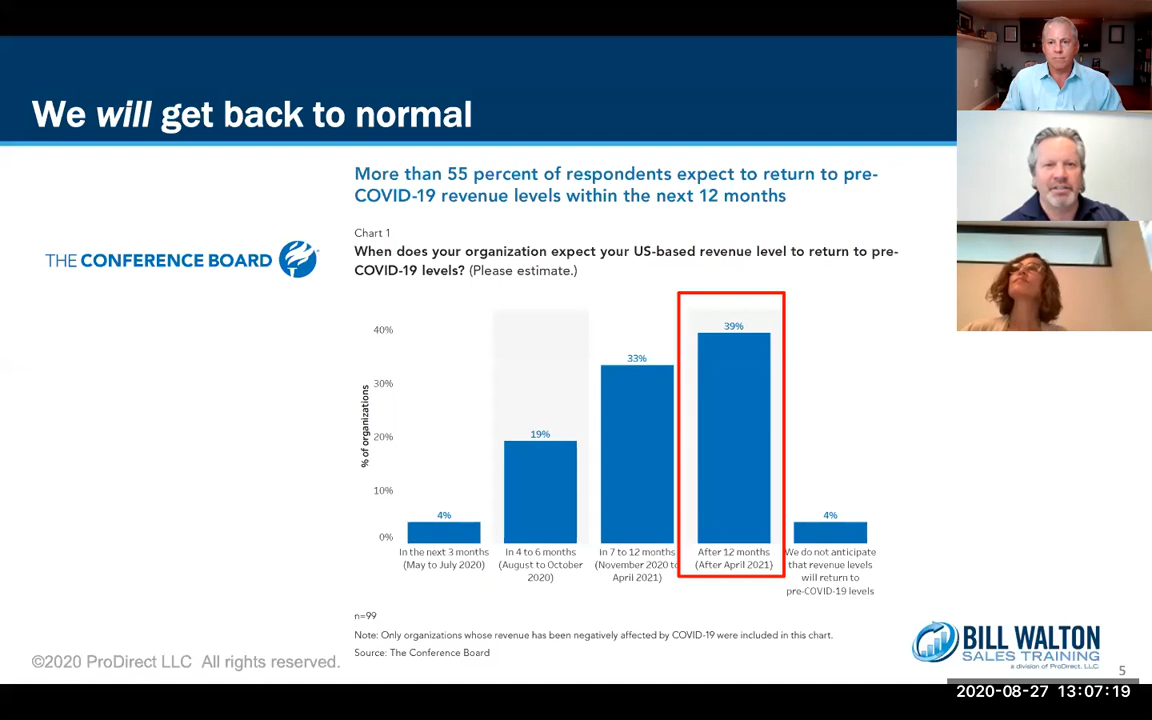 We will get back to normal
More than 55 percent of respondents expect to return to pre-
COVID-19 revenue levels within the next 12 months
Chart 1
When does your organization expect your US-based revenue level to return to pre-
COVID-19 levels? (Please estimate.)
THE CONFERENCE BOARD
% of organizations
40%
30%
20%
10%
0%
4%
19%
33%
39%
4%
In the next 3 months
(May to July 2020)
In 4 to 6 months
(August to October
2020)
In 7 to 12 months
(November 2020 to
April 2021)
After 12 months
(After April 2021)
We do not anticipate
that revenue levels
will return to
pre-COVID-19 levels
n=99
Note: Only organizations whose revenue has been negatively affected by COVID-19 were included in this chart.
Source: The Conference Board
©2020 ProDirect LLC All rights reserved.
BILL WALTON
SALES TRAINING
a division of ProDirect, LLC.
5
2020-08-27 13:07:19